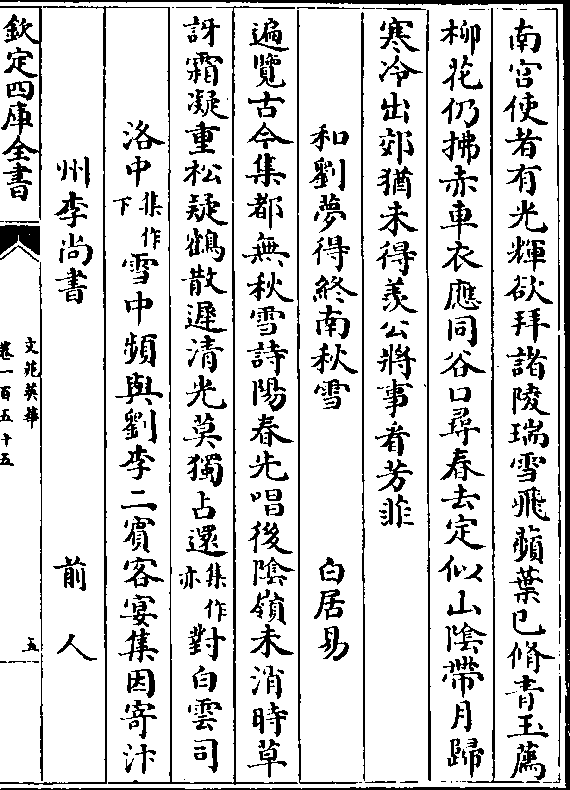 南宫使者有光輝欲拜諸陵瑞雪飛蘋葉已脩青玉薦
柳花仍拂赤車衣應同谷口尋春去定似山陰帶月歸
寒冷出郊猶未得羡公將事看芳菲
和劉夢得終南秋雪 白居易
遍覽古今集都無秋雪詩陽春先唱後陰嶺未消時草
訝霜凝重松疑鶴散遲清光莫獨占還集作亦對白雲司
洛中集作下雪中頻與劉李二賓客宴集因寄汴
州李尚書 前人
欽定四庫全書
文苑英華
卷一百五十五
五